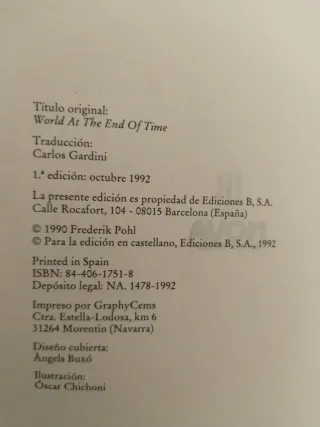 Título original:
World At The End Of Time
Traducción:
Carlos Gardini
1.ª edición: octubre 1992
La presente edición es propiedad de Ediciones B, S.A.
Calle Rocafort, 104 - 08015 Barcelona (España)
© 1990 Frederik Pohl
© Para la edición en castellano, Ediciones B, S.A., 1992
Printed in Spain
ISBN: 84-406-1751-8
Depósito legal: NA. 1478-1992
Impreso por GraphyCems
Ctra. Estella-Lodosa, km 6
31264 Morentin (Navarra)
Diseño cubierta:
Àngels Buxó
Ilustración:
Óscar Chichoni